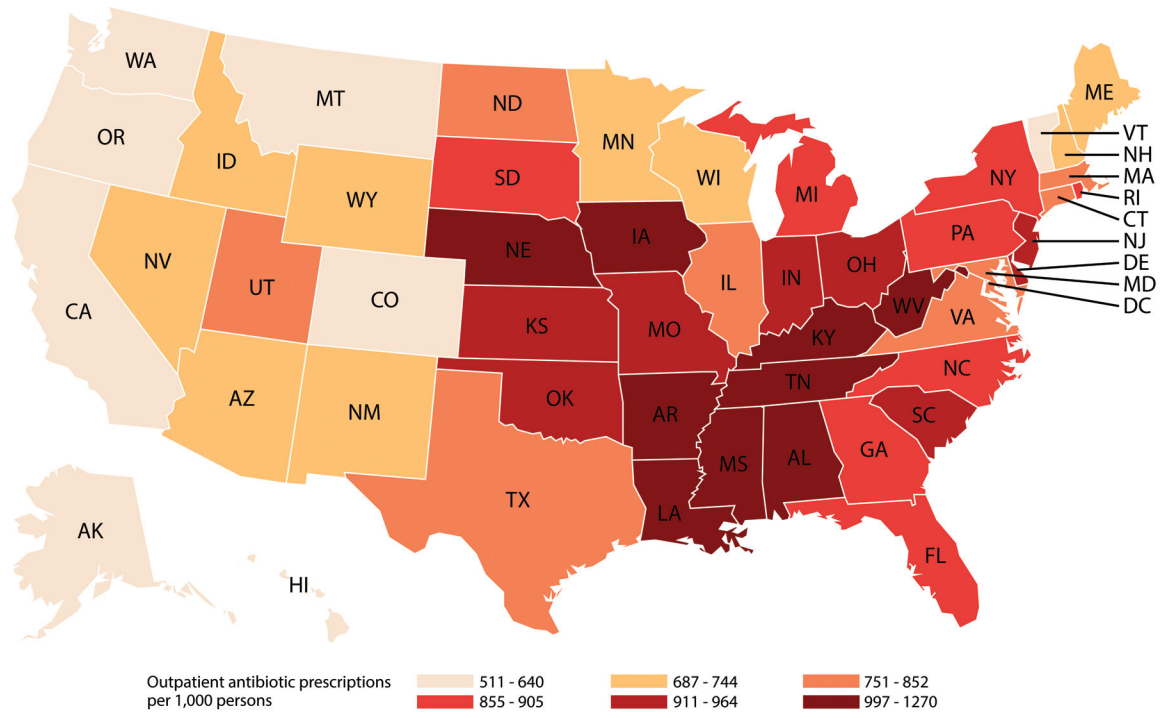 WA
MT
ND
MN
ME
VT
NH
MA
RI
CT
NJ
DE
MD
DC
OR
ID
SD
WI
MI
NY
WY
NE
IA
PA
NV
UT
CO
IL
IN
OH
WV
VA
CA
KS
MO
KY
NC
AZ
NM
OK
AR
TN
SC
MS
AL
GA
TX
LA
FL
AK
HI
Outpatient antibiotic prescriptions
per 1,000 persons
511 - 640
687 - 744
751 - 852
855 - 905
911 - 964
997 - 1270